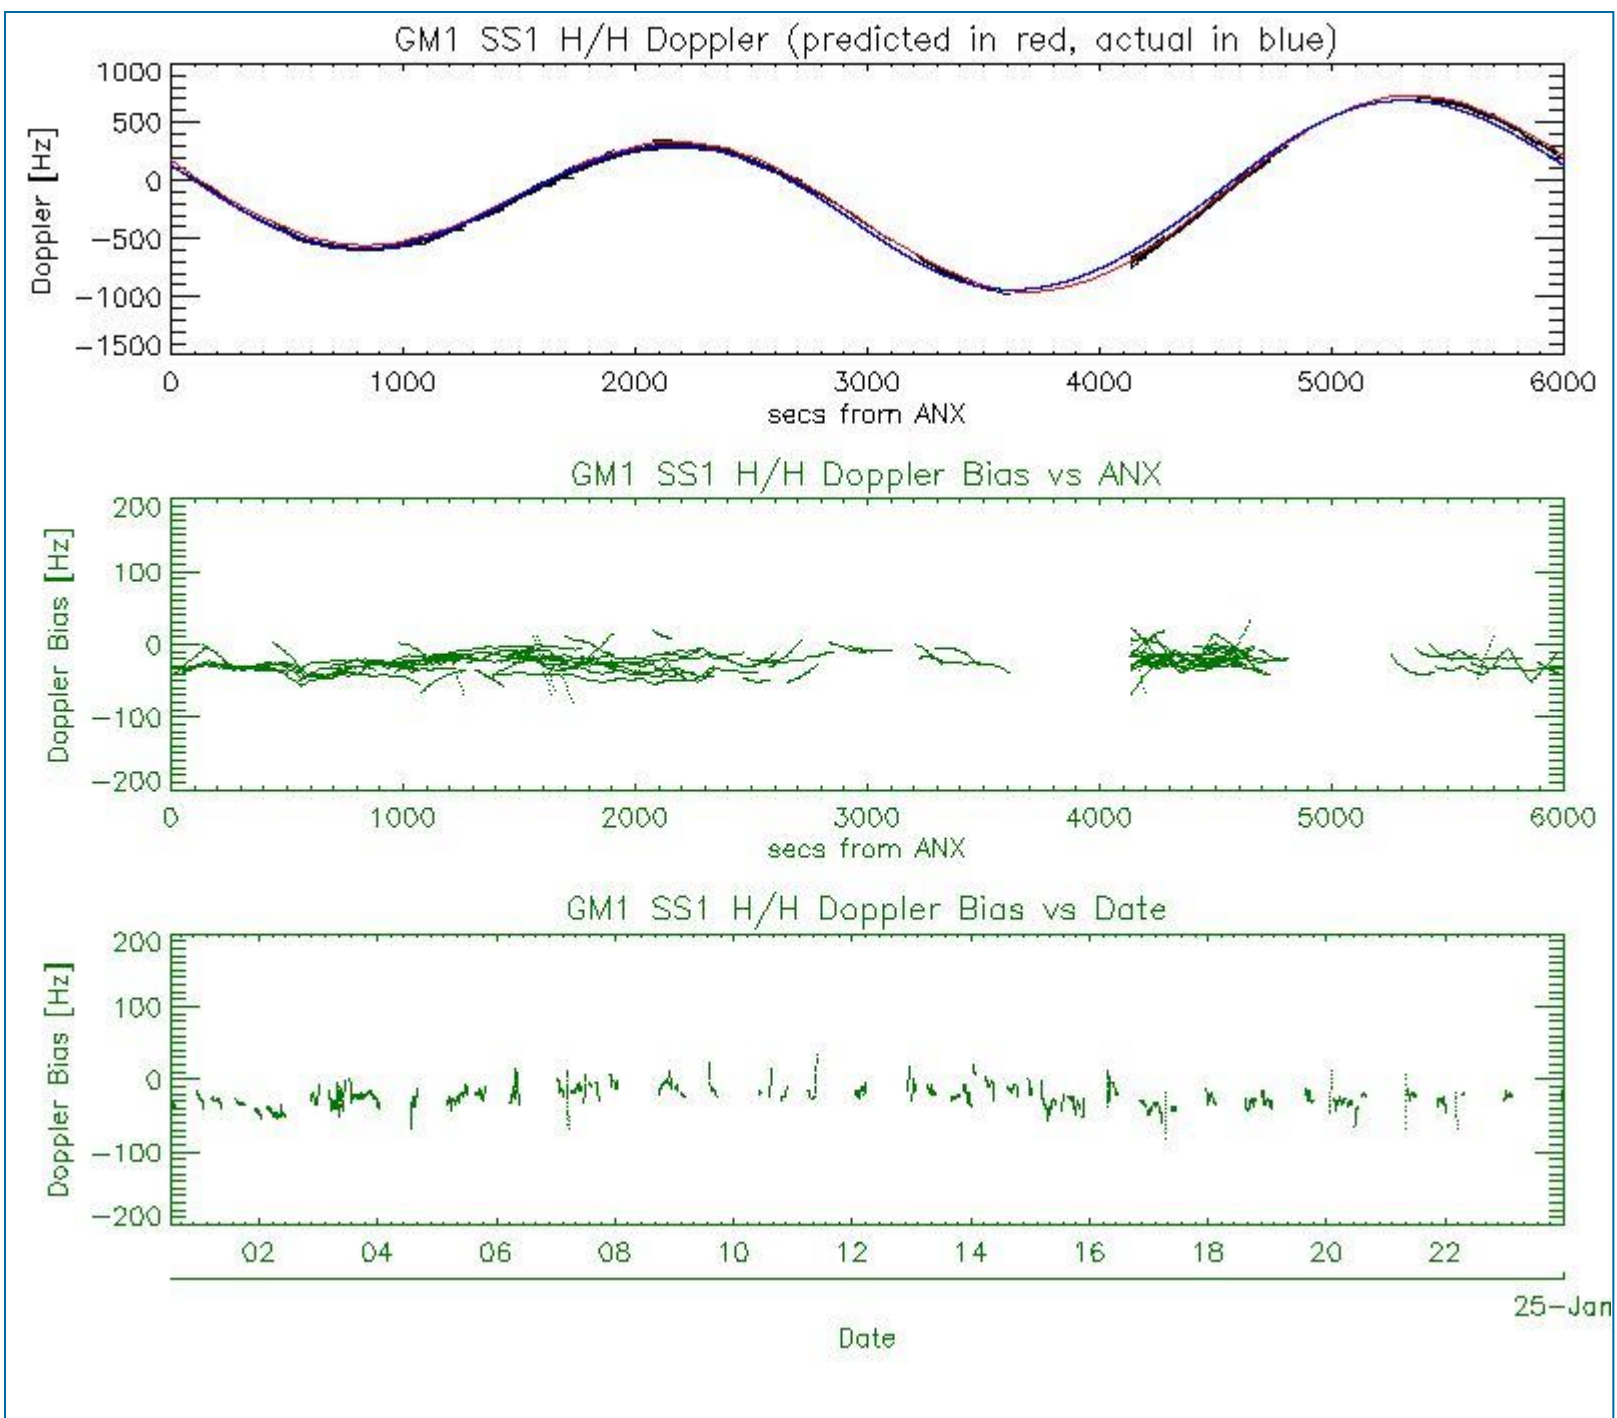 GM1 SS1 H/H Doppler (predicted in red, actual in blue)
1000
500
0
−500
−1000
−1500
Doppler [Hz]
0 1000 2000 3000 4000 5000 6000
secs from ANX
GM1 SS1 H/H Doppler Bias vs ANX
200
100
0
−100
−200
Doppler Bias [Hz]
0 1000 2000 3000 4000 5000 6000
secs from ANX
GM1 SS1 H/H Doppler Bias vs Date
200
100
0
−100
−200
Doppler Bias [Hz]
02 04 06 08 10 12 14 16 18 20 22
25−Jan
Date